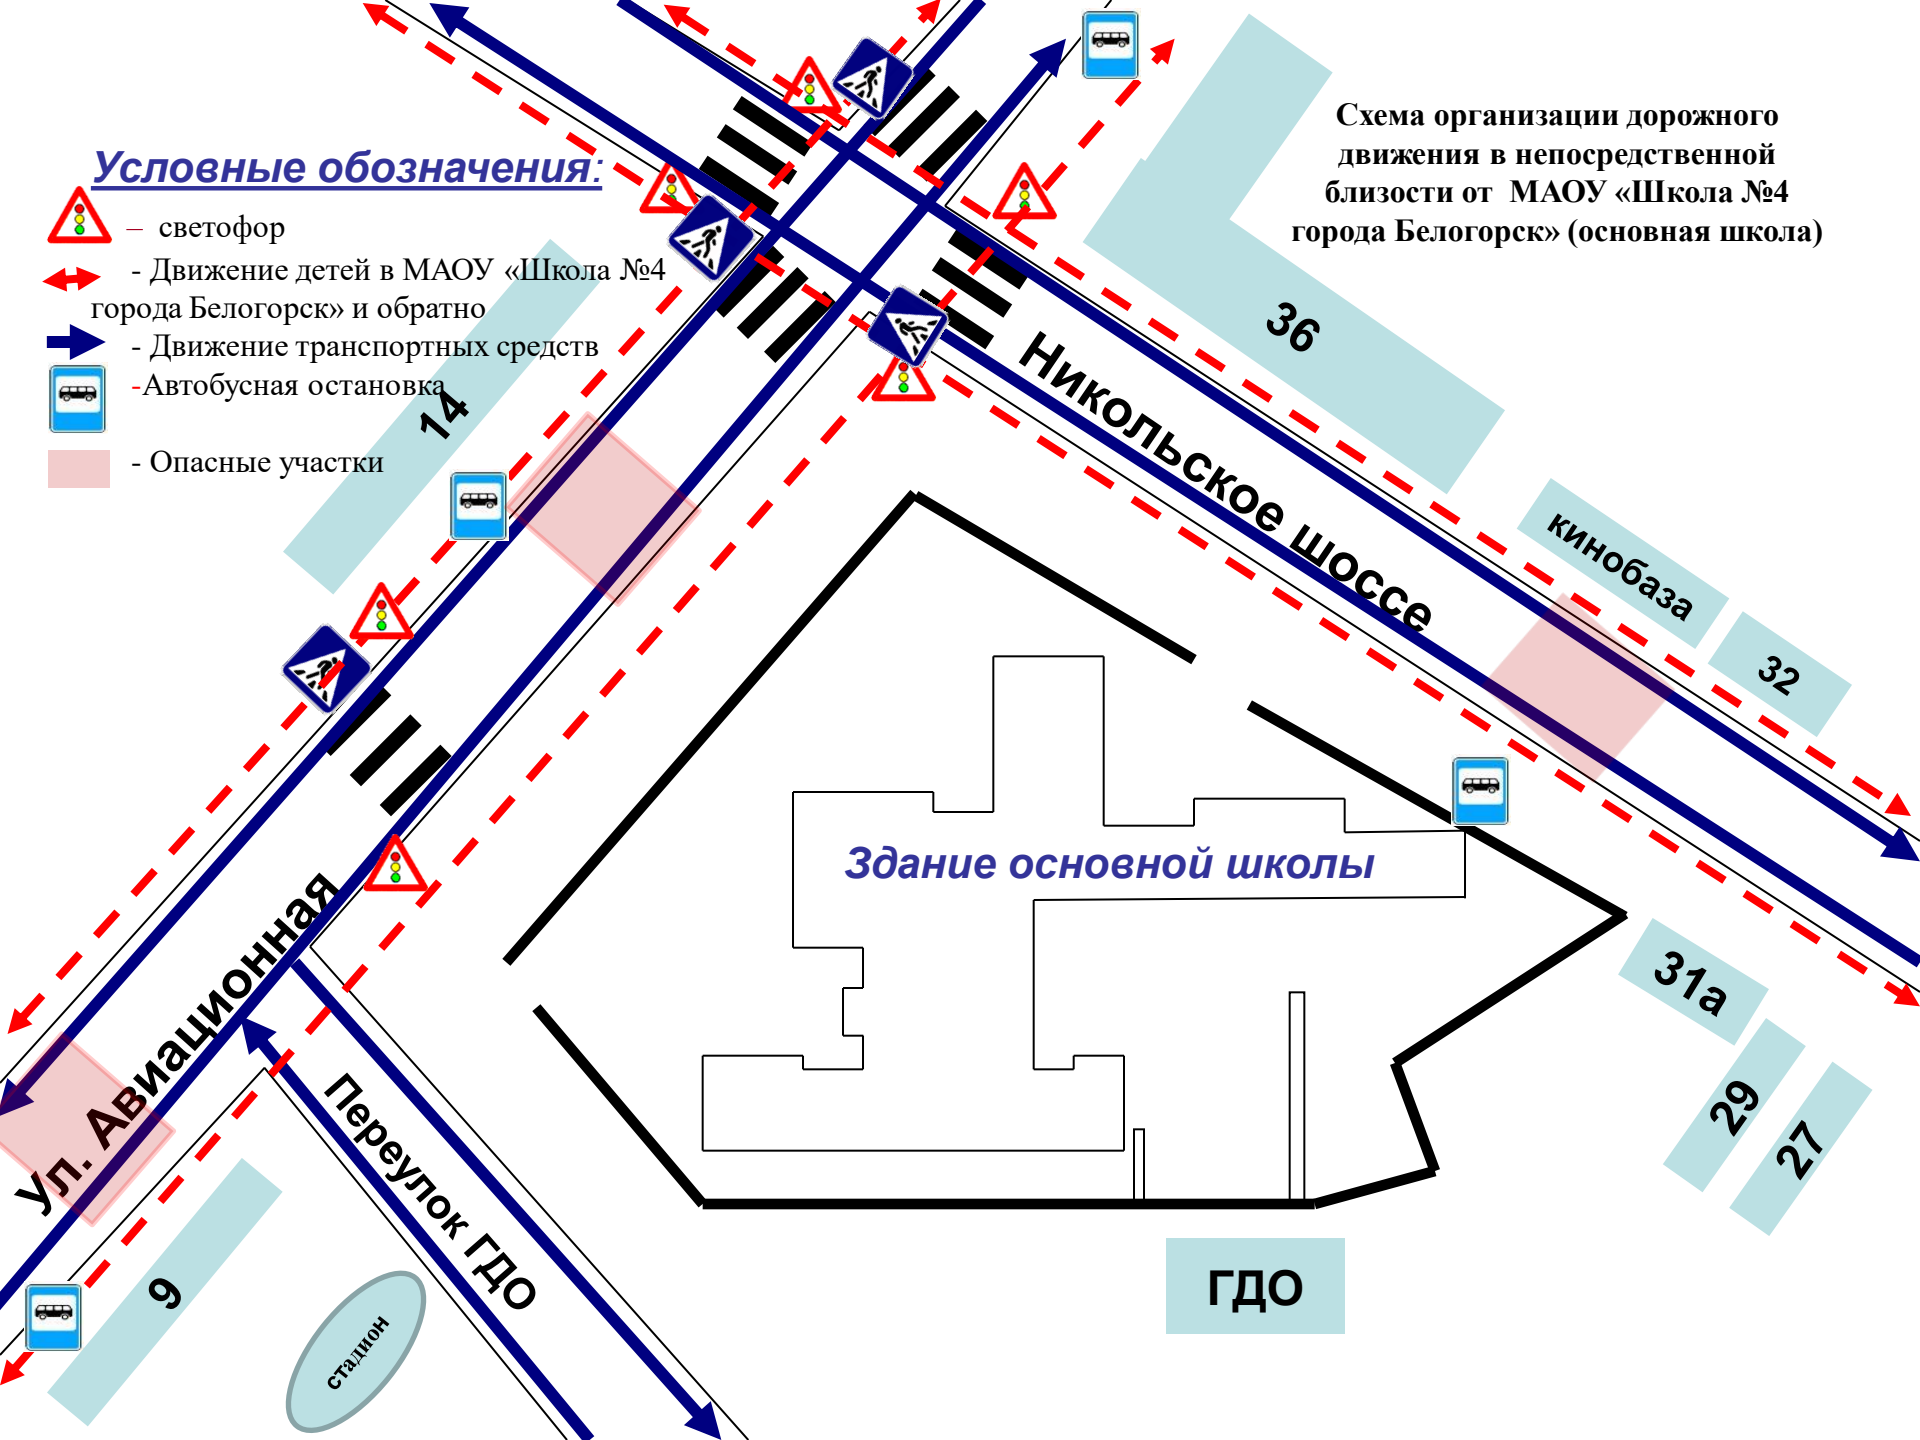 Схема организации дорожного
движения в непосредственной
близости от МАОУ «Школа №4
города Белогорск» (основная школа)
Условные обозначения:
– светофор
- Движение детей в МАОУ «Школа №4
города Белогорск» и обратно
- Движение транспортных средств
-Автобусная остановка
- Опасные участки
14
36
Никольское шоссе
кинобаза
32
Здание основной школы
31а
29
27
Ул. Авиационная
Переулок ГДО
9
стадион
ГДО